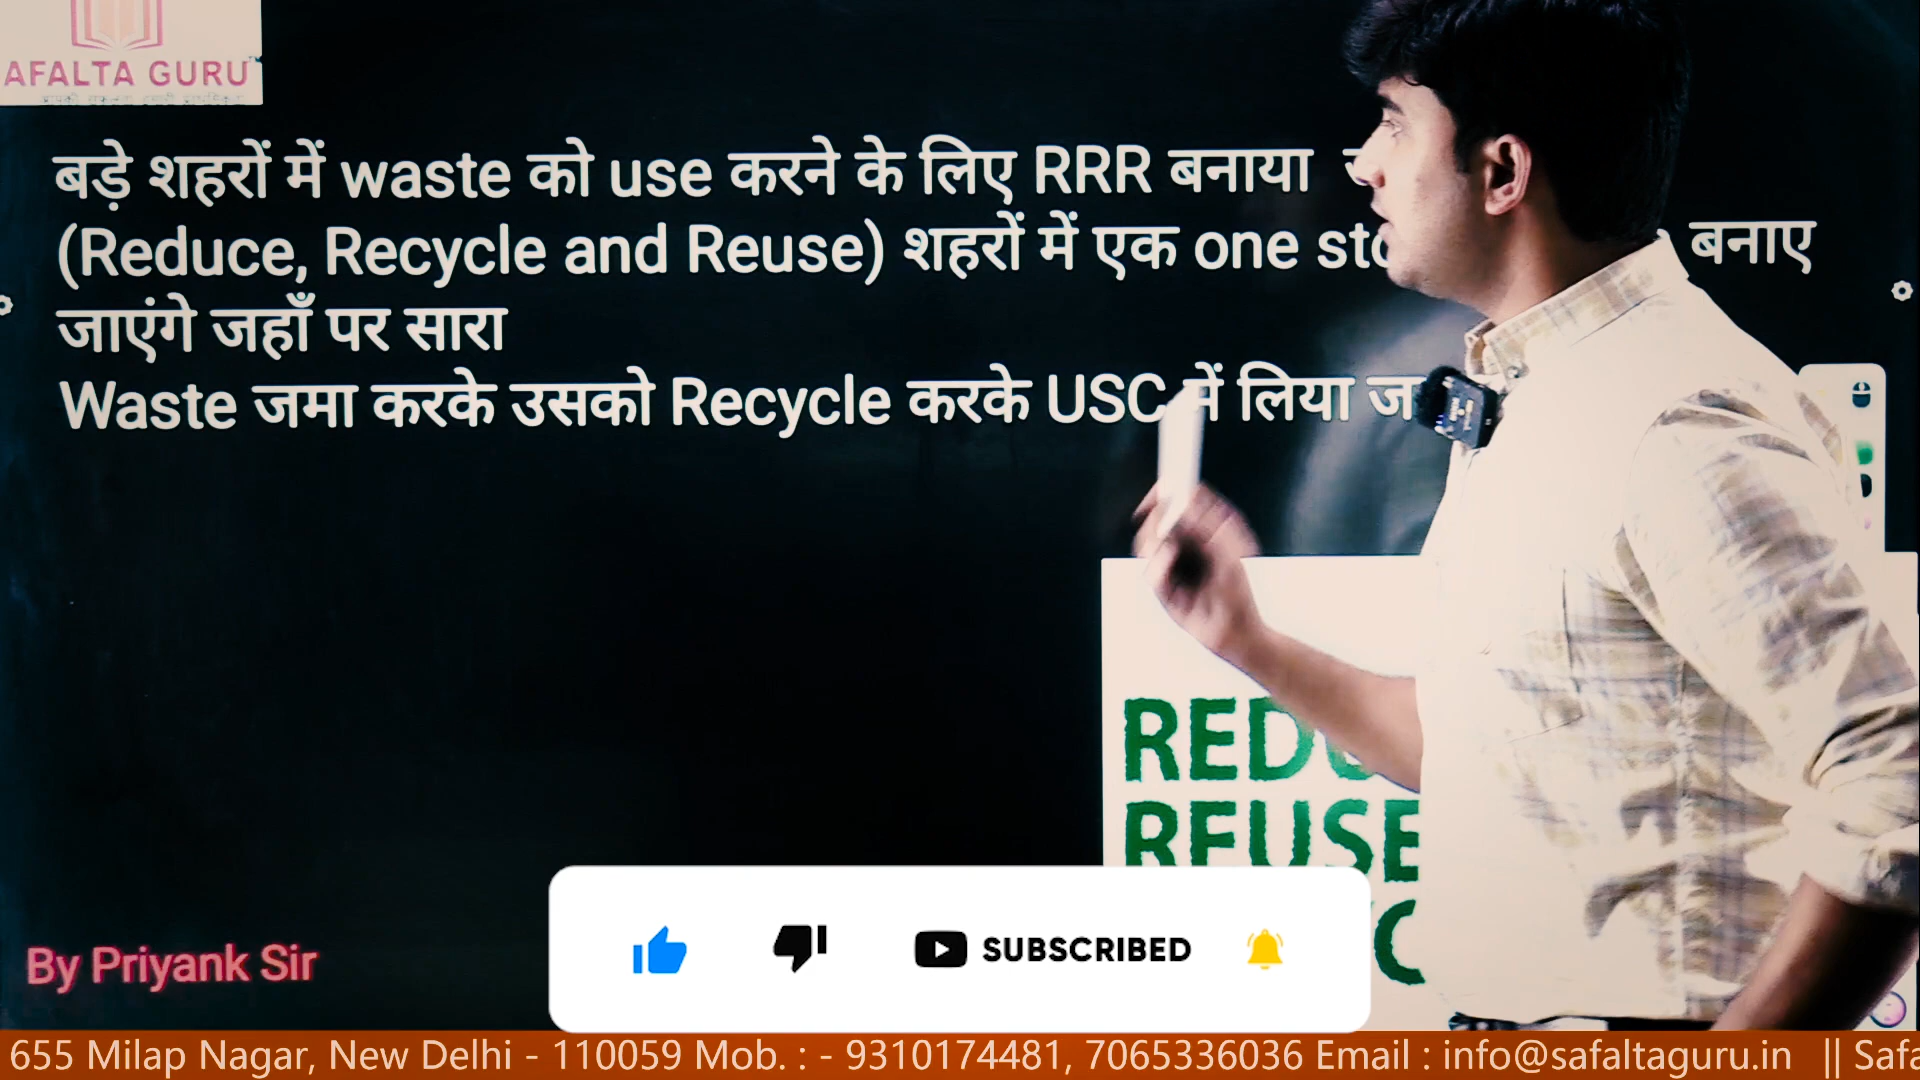 AFALTA GURU
बड़े शहरों में waste को use करने के लिए RRR बनाया
(Reduce, Recycle and Reuse) शहरों में एक one बनाए
जाएंगे जहाँ पर सारा
Waste जमा करके उसको Recycle करके USC में लिया
REDU
REUSE
By Priyank Sir
SUBSCRIBED
655 Milap Nagar, New Delhi - 110059 Mob. : - 9310174481, 7065336036 Email : info@safaltaguru.in || Safa